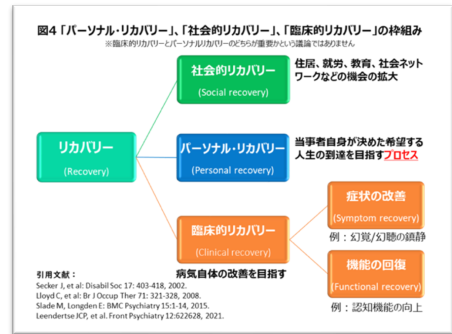 図4 「パーソナル・リカバリー」、「社会的リカバリー」、「臨床的リカバリー」の枠組み
※臨床的リカバリーとパーソナルリカバリーのどちらが重要かという議論ではありません
社会的リカバリー
(Social recovery)
住居、就労、教育、社会ネット
ワークなどの機会の拡大
リカバリー
(Recovery)
パーソナル・リカバリー
(Personal recovery)
当事者自身が決めた希望する
人生の到達を目指すプロセス
臨床的リカバリー
(Clinical recovery)
病気自体の改善を目指す
症状の改善
(Symptom recovery)
例：幻覚/幻聴の鎮静
機能の回復
(Functional recovery)
例：認知機能の向上
引用文献：
Secker J, et al: Disabil Soc 17: 403-418, 2002.
Lloyd C, et al: Br J Occup Ther 71: 321-328, 2008.
Slade M, Longden E: BMC Psychiatry 15:1-14, 2015.
Leendertse JCP, et al. Front Psychiatry 12:622628, 2021.